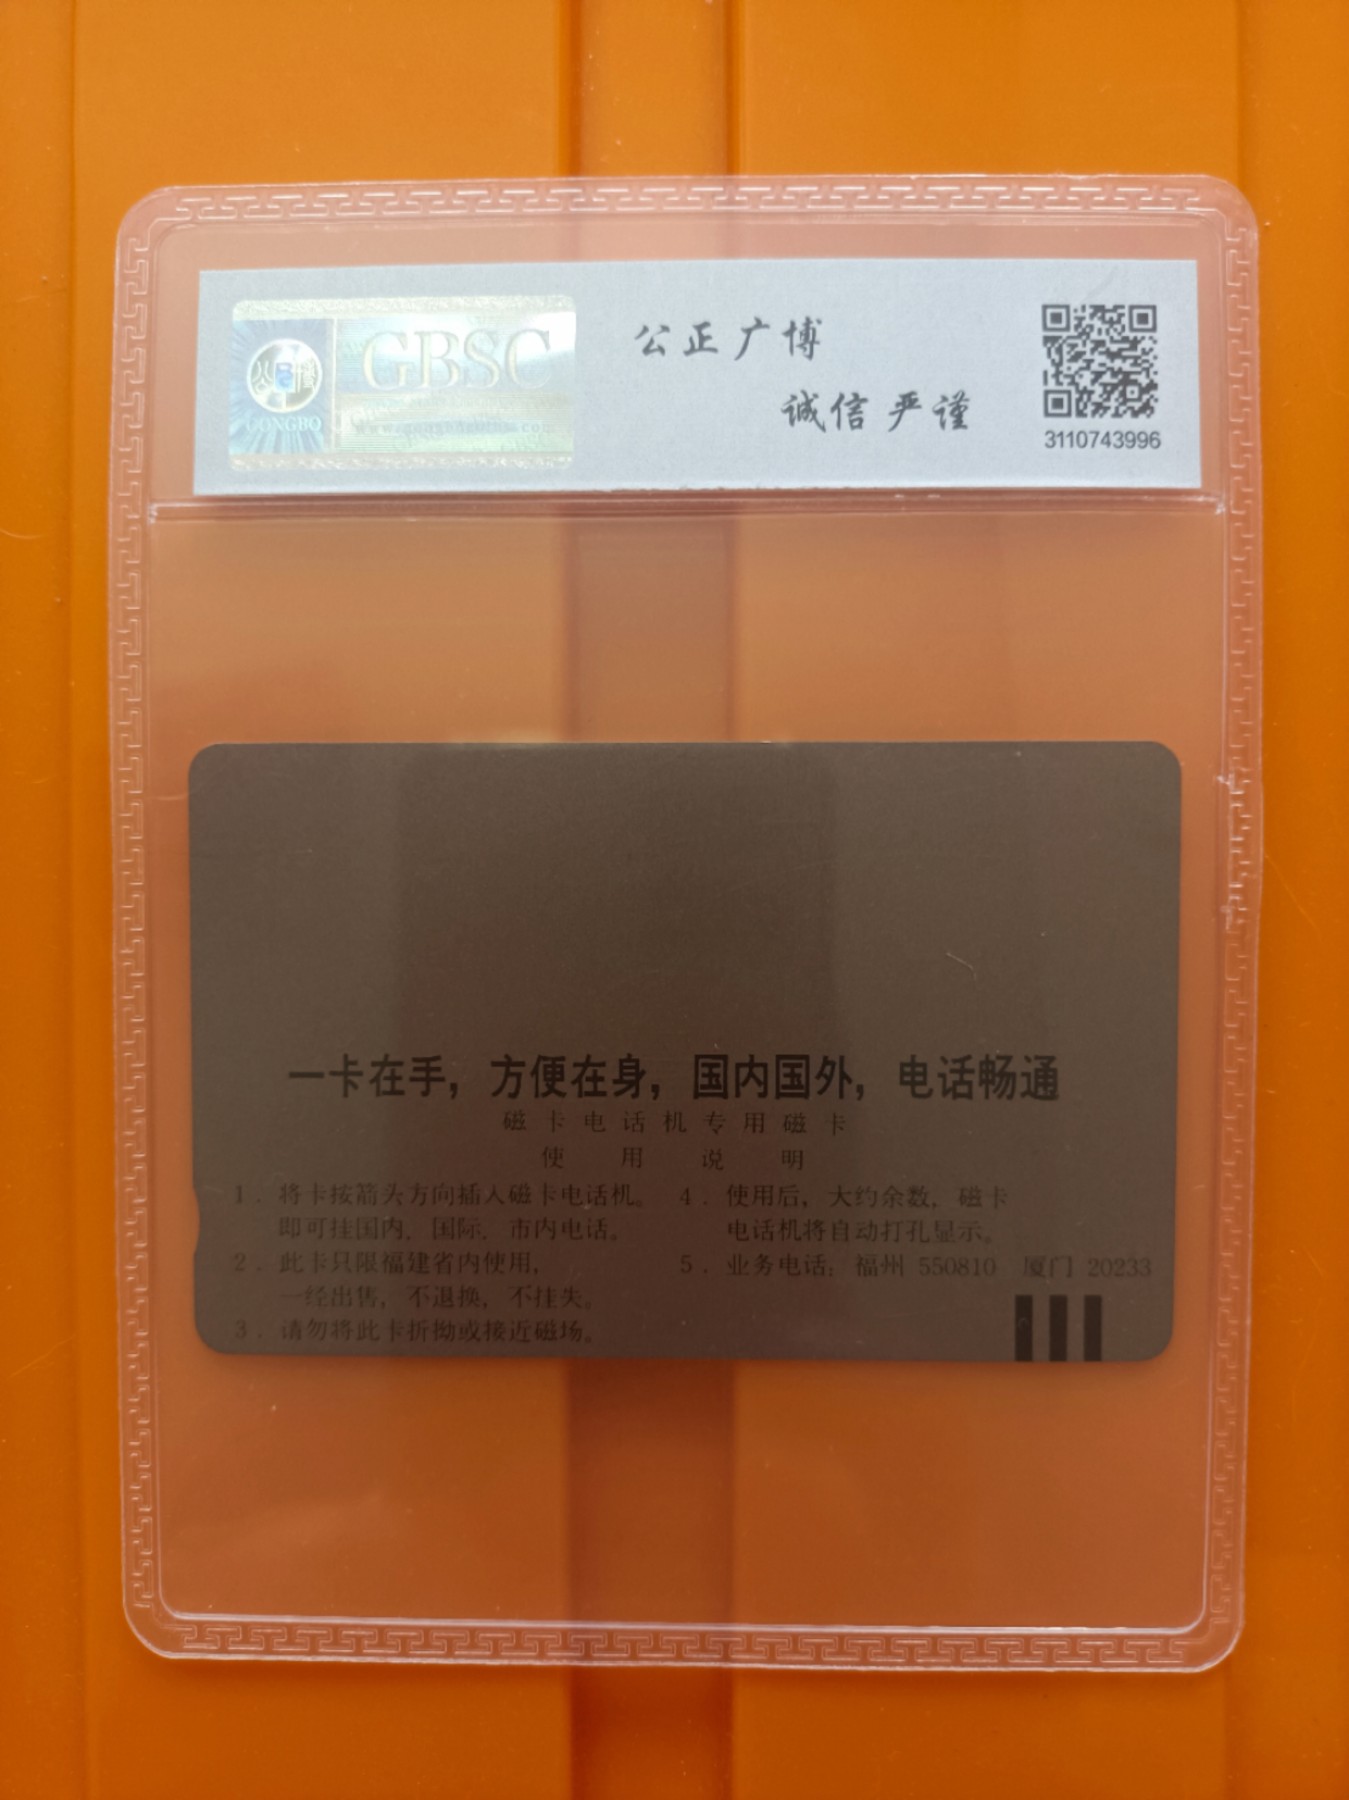 GBSC
GONGBO
公正广博
诚信严谨
3110743996
一卡在手，方便在身，国内国外，电话畅通
磁卡电话机专用磁卡
使用说明
1．将卡按箭头方向插入磁卡电话机。
即可挂国内、国际、市内电话。
2．此卡只限福建省内使用，
一经出售，不退换，不挂失。
3．请勿将此卡折拗或接近磁场。
4．使用后，大约余数，磁卡
电话机将自动打孔显示。
5．业务电话：福州 550810 厦门 20233